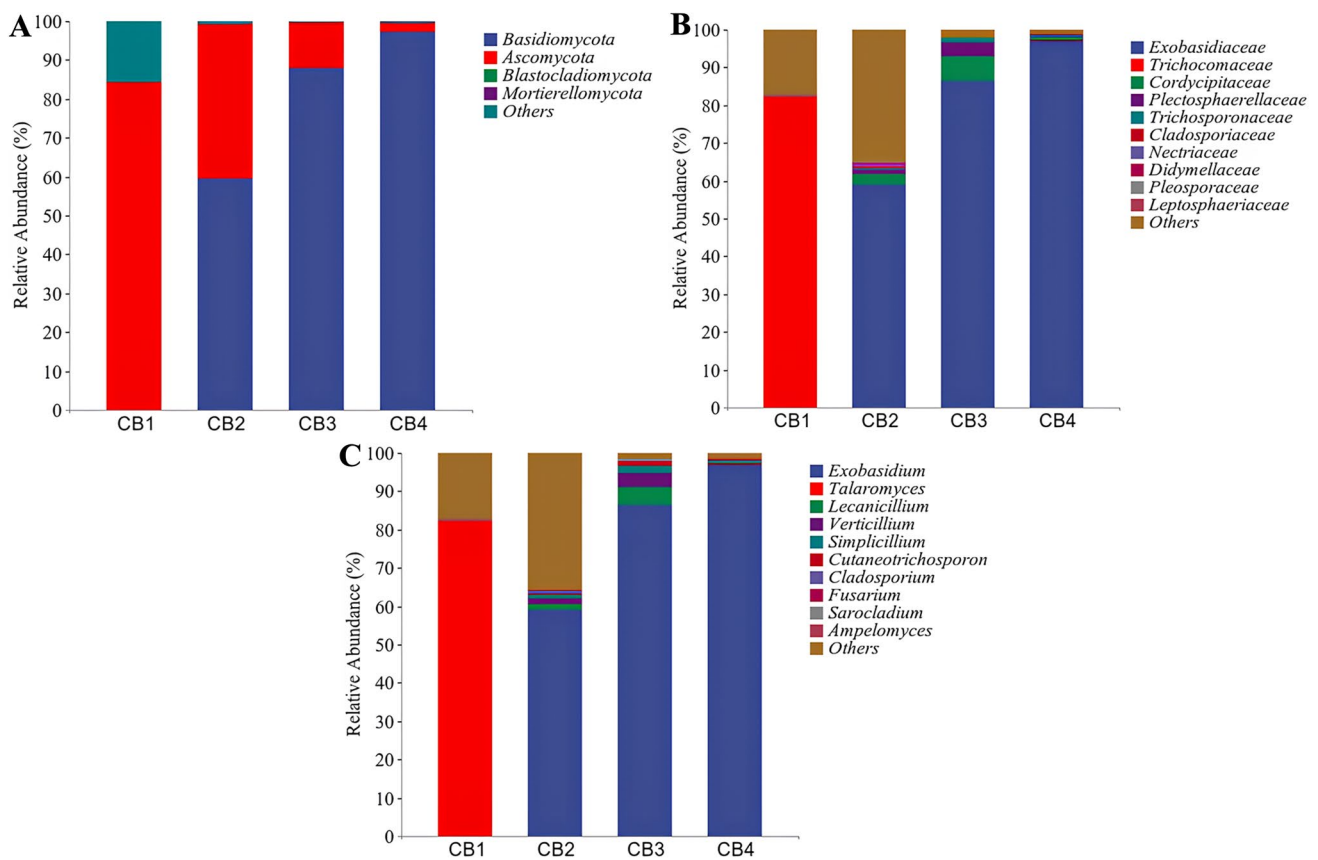 A
Relative Abundance (%)
100
90
80
70
60
50
40
30
20
10
0
CB1 CB2 CB3 CB4
Basidiomycota
Ascomycota
Blastocladiomycota
Mortierellomycota
Others
B
Relative Abundance (%)
100
90
80
70
60
50
40
30
20
10
0
CB1 CB2 CB3 CB4
Exobasidiaceae
Trichocomaceae
Cordycipitaceae
Plectosphaerellaceae
Trichosporonaceae
Cladosporiaceae
Nectriaceae
Didymellaceae
Pleosporaceae
Leptosphaeriaceae
Others
C
Relative Abundance (%)
100
90
80
70
60
50
40
30
20
10
0
CB1 CB2 CB3 CB4
Exobasidium
Talaromyces
Lecanicillium
Verticillium
Simplicillium
Cutaneotrichosporon
Cladosporium
Fusarium
Sarocladium
Ampelomyces
Others